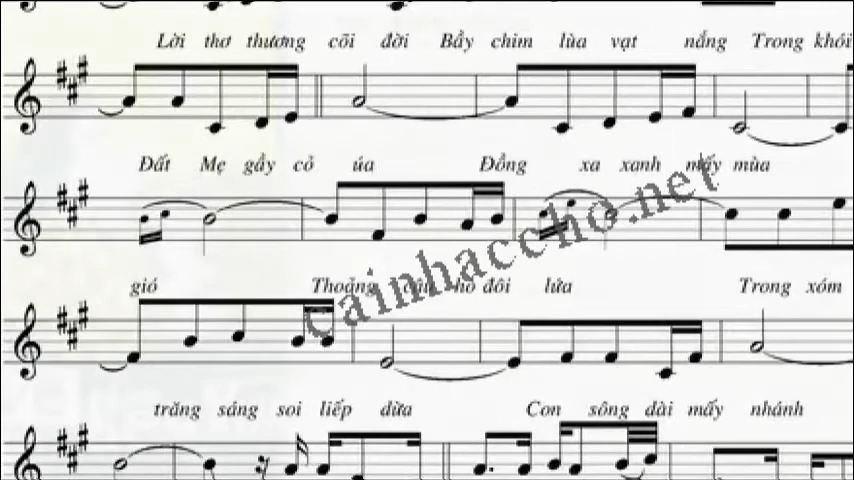 Lời thơ thương cõi đời Bầy chim lùa vạt nắng Trong khói
Đất Mẹ gầy cỏ úa Đồng xa xanh mấy mùa
gió Thoảng câu hò đôi lứa Trong xóm
trăng sáng soi liếp dừa Con sông dài mấy nhánh
cainhaccho.net